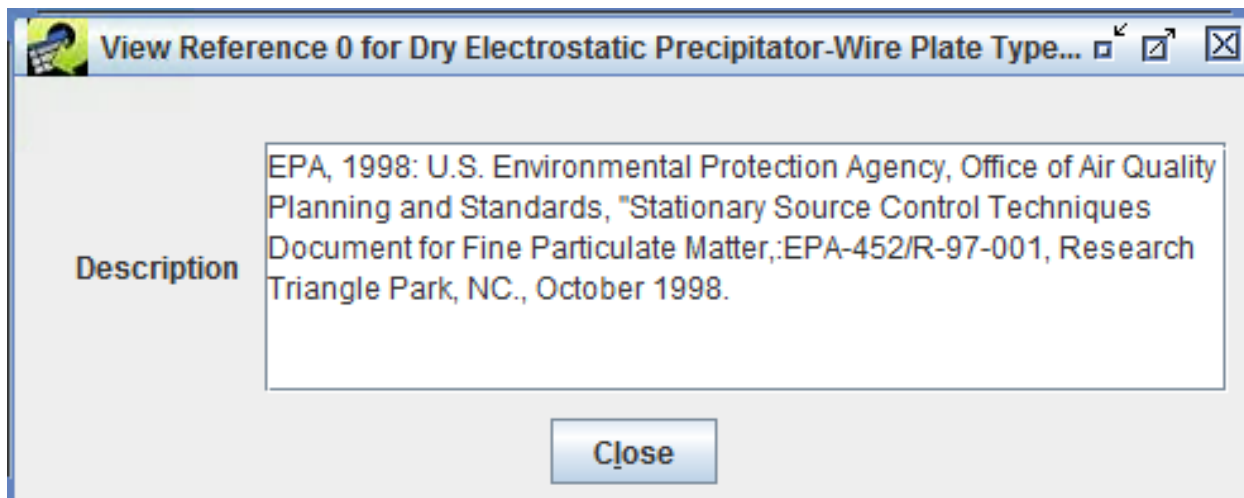 View Reference 0 for Dry Electrostatic Precipitator-Wire Plate Type...
EPA, 1998: U.S. Environmental Protection Agency, Office of Air Quality
Planning and Standards, "Stationary Source Control Techniques
Document for Fine Particulate Matter,:EPA-452/R-97-001, Research
Description
Triangle Park, NC., October 1998.
Close